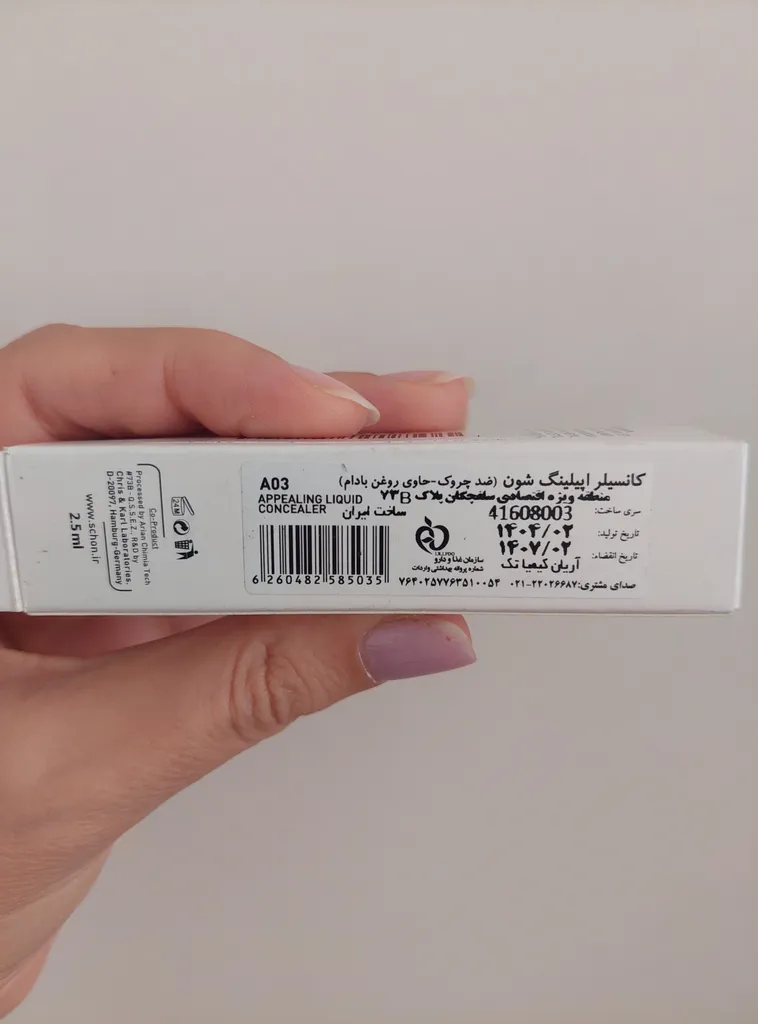 کانسیلر اپیلینگ شون (ضد چروک-حاوی روغن بادام)
منطقه ویژه اقتصادی سلفچگان پلاک ۷۳B
ساخت ایران
سری ساخت: 41608003
تاریخ تولید: ۱۴۰۴/۰۲
تاریخ انقضاء: ۱۴۰۷/۰۲
آریان کیمیا تک
صدای مشتری: ۰۲۱-۲۲۰۲۶۶۸۷
A03
APPEALING LIQUID
CONCEALER
6 260482 585035
سازمان غذا و دارو
شماره پروانه بهداشتی واردات
۷۶۴۰۲۵۷۷۶۳۵۱۰۰۵۴
24M
Co-Product
Processed by Arian Chimia Tech
#73B - Q.S.S.E.Z., R&D by
Chris & Karl Laboratories,
D-20097, Hamburg-Germany
www.schon.ir
2.5 ml